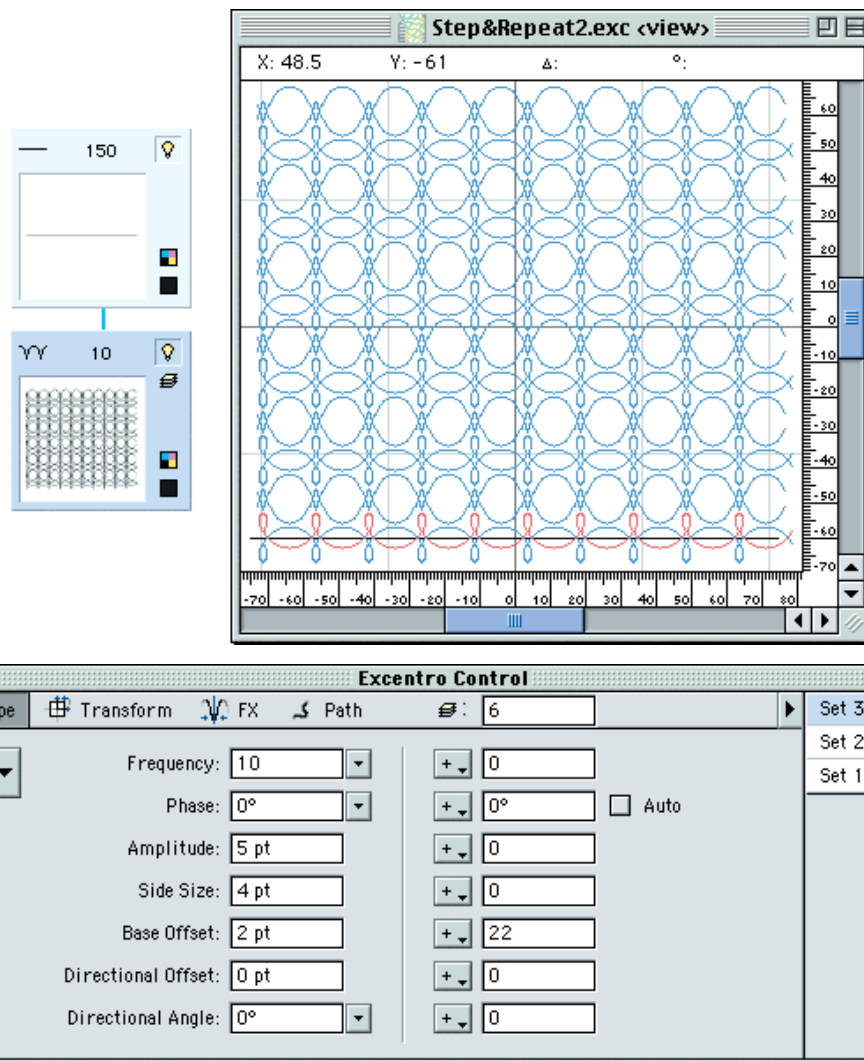 Step&Repeat2.exc <view>
X: 48.5 Y: -61 Δ: °:
150
10
60
50
40
30
20
10
0
-10
-20
-30
-40
-50
-60
-70
-70 -60 -50 -40 -30 -20 -10 0 10 20 30 40 50 60 70 80
Excentro Control
pe Transform FX Path : 6 Set 3
Set 2
Set 1
Frequency: 10 + 0
Phase: 0° + 0° Auto
Amplitude: 5 pt + 0
Side Size: 4 pt + 0
Base Offset: 2 pt + 22
Directional Offset: 0 pt + 0
Directional Angle: 0° + 0